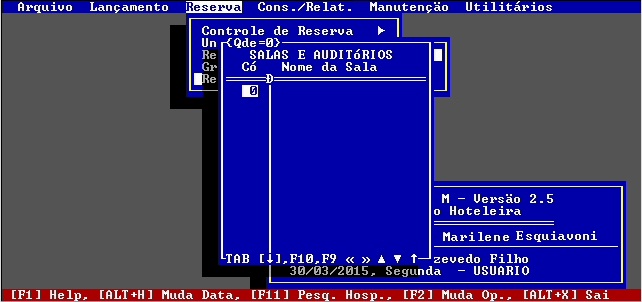 Arquivo Lançamento Reserva Cons./Relat. Manutenção Utilitários
Controle de Reserva ►
Un
Re
Gr
Re
{Qde=0}
SALAS E AUDITÓRIOS
Có Nome da Sala
D
0
TAB [↓],F10,F9 « » ▲ ▼ ↑
M - Versão 2.5
o Hoteleira
Marilene Esquiavoni
zevedo Filho
30/03/2015, Segunda - USUARIO
[F1] Help, [ALT+H] Muda Data, [F11] Pesq. Hosp., [F2] Muda Op., [ALT+X] Sai